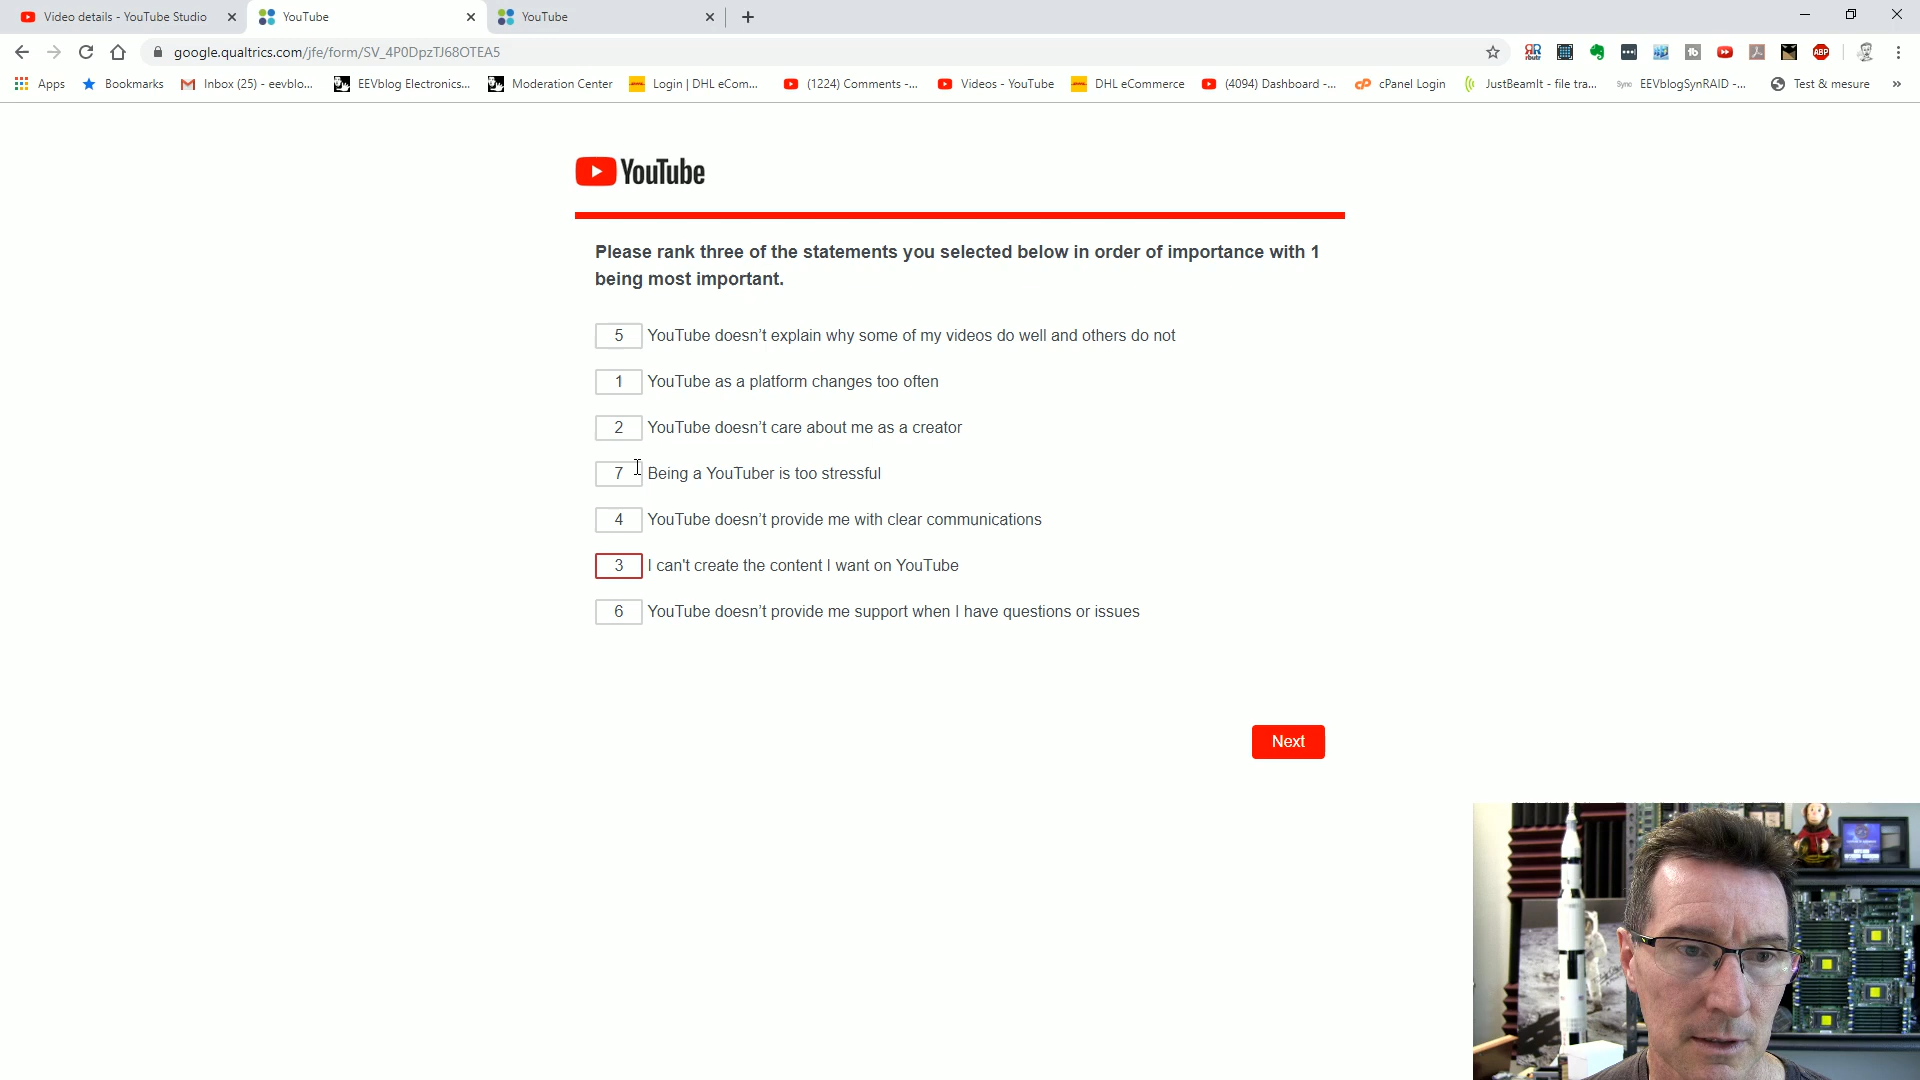 Video details - YouTube Studio
YouTube
YouTube
google.qualtrics.com/jfe/form/SV_4P0DpzTJ68OTEA5
Apps
Bookmarks
Inbox (25) - eevblo...
EEVblog Electronics...
Moderation Center
Login | DHL eCom...
(1224) Comments -...
Videos - YouTube
DHL eCommerce
(4094) Dashboard -...
cPanel Login
JustBeamIt - file tra...
EEVblogSynRAID -...
Test & mesure
»
YouTube
Please rank three of the statements you selected below in order of importance with 1
being most important.
5 YouTube doesn't explain why some of my videos do well and others do not
1 YouTube as a platform changes too often
2 YouTube doesn't care about me as a creator
7 Being a YouTuber is too stressful
4 YouTube doesn't provide me with clear communications
3 I can't create the content I want on YouTube
6 YouTube doesn't provide me support when I have questions or issues
Next